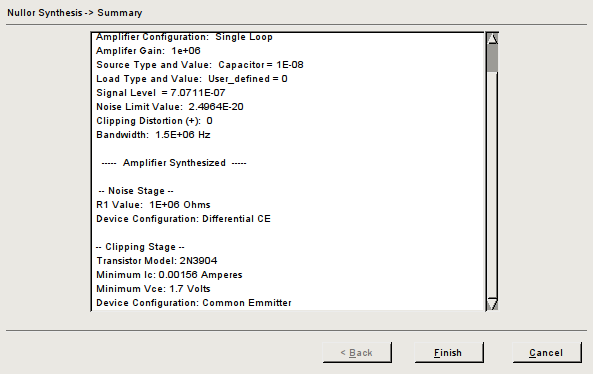 Nullor Synthesis -> Summary
Amplifier Configuration: Single Loop
Amplifer Gain: 1e+06
Source Type and Value: Capacitor = 1E-08
Load Type and Value: User_defined = 0
Signal Level = 7.0711E-07
Noise Limit Value: 2.4964E-20
Clipping Distortion (+): 0
Bandwidth: 1.5E+06 Hz
----- Amplifier Synthesized -----
-- Noise Stage --
R1 Value: 1E+06 Ohms
Device Configuration: Differential CE
-- Clipping Stage --
Transistor Model: 2N3904
Minimum Ic: 0.00156 Amperes
Minimum Vce: 1.7 Volts
Device Configuration: Common Emmitter
< Back Finish Cancel